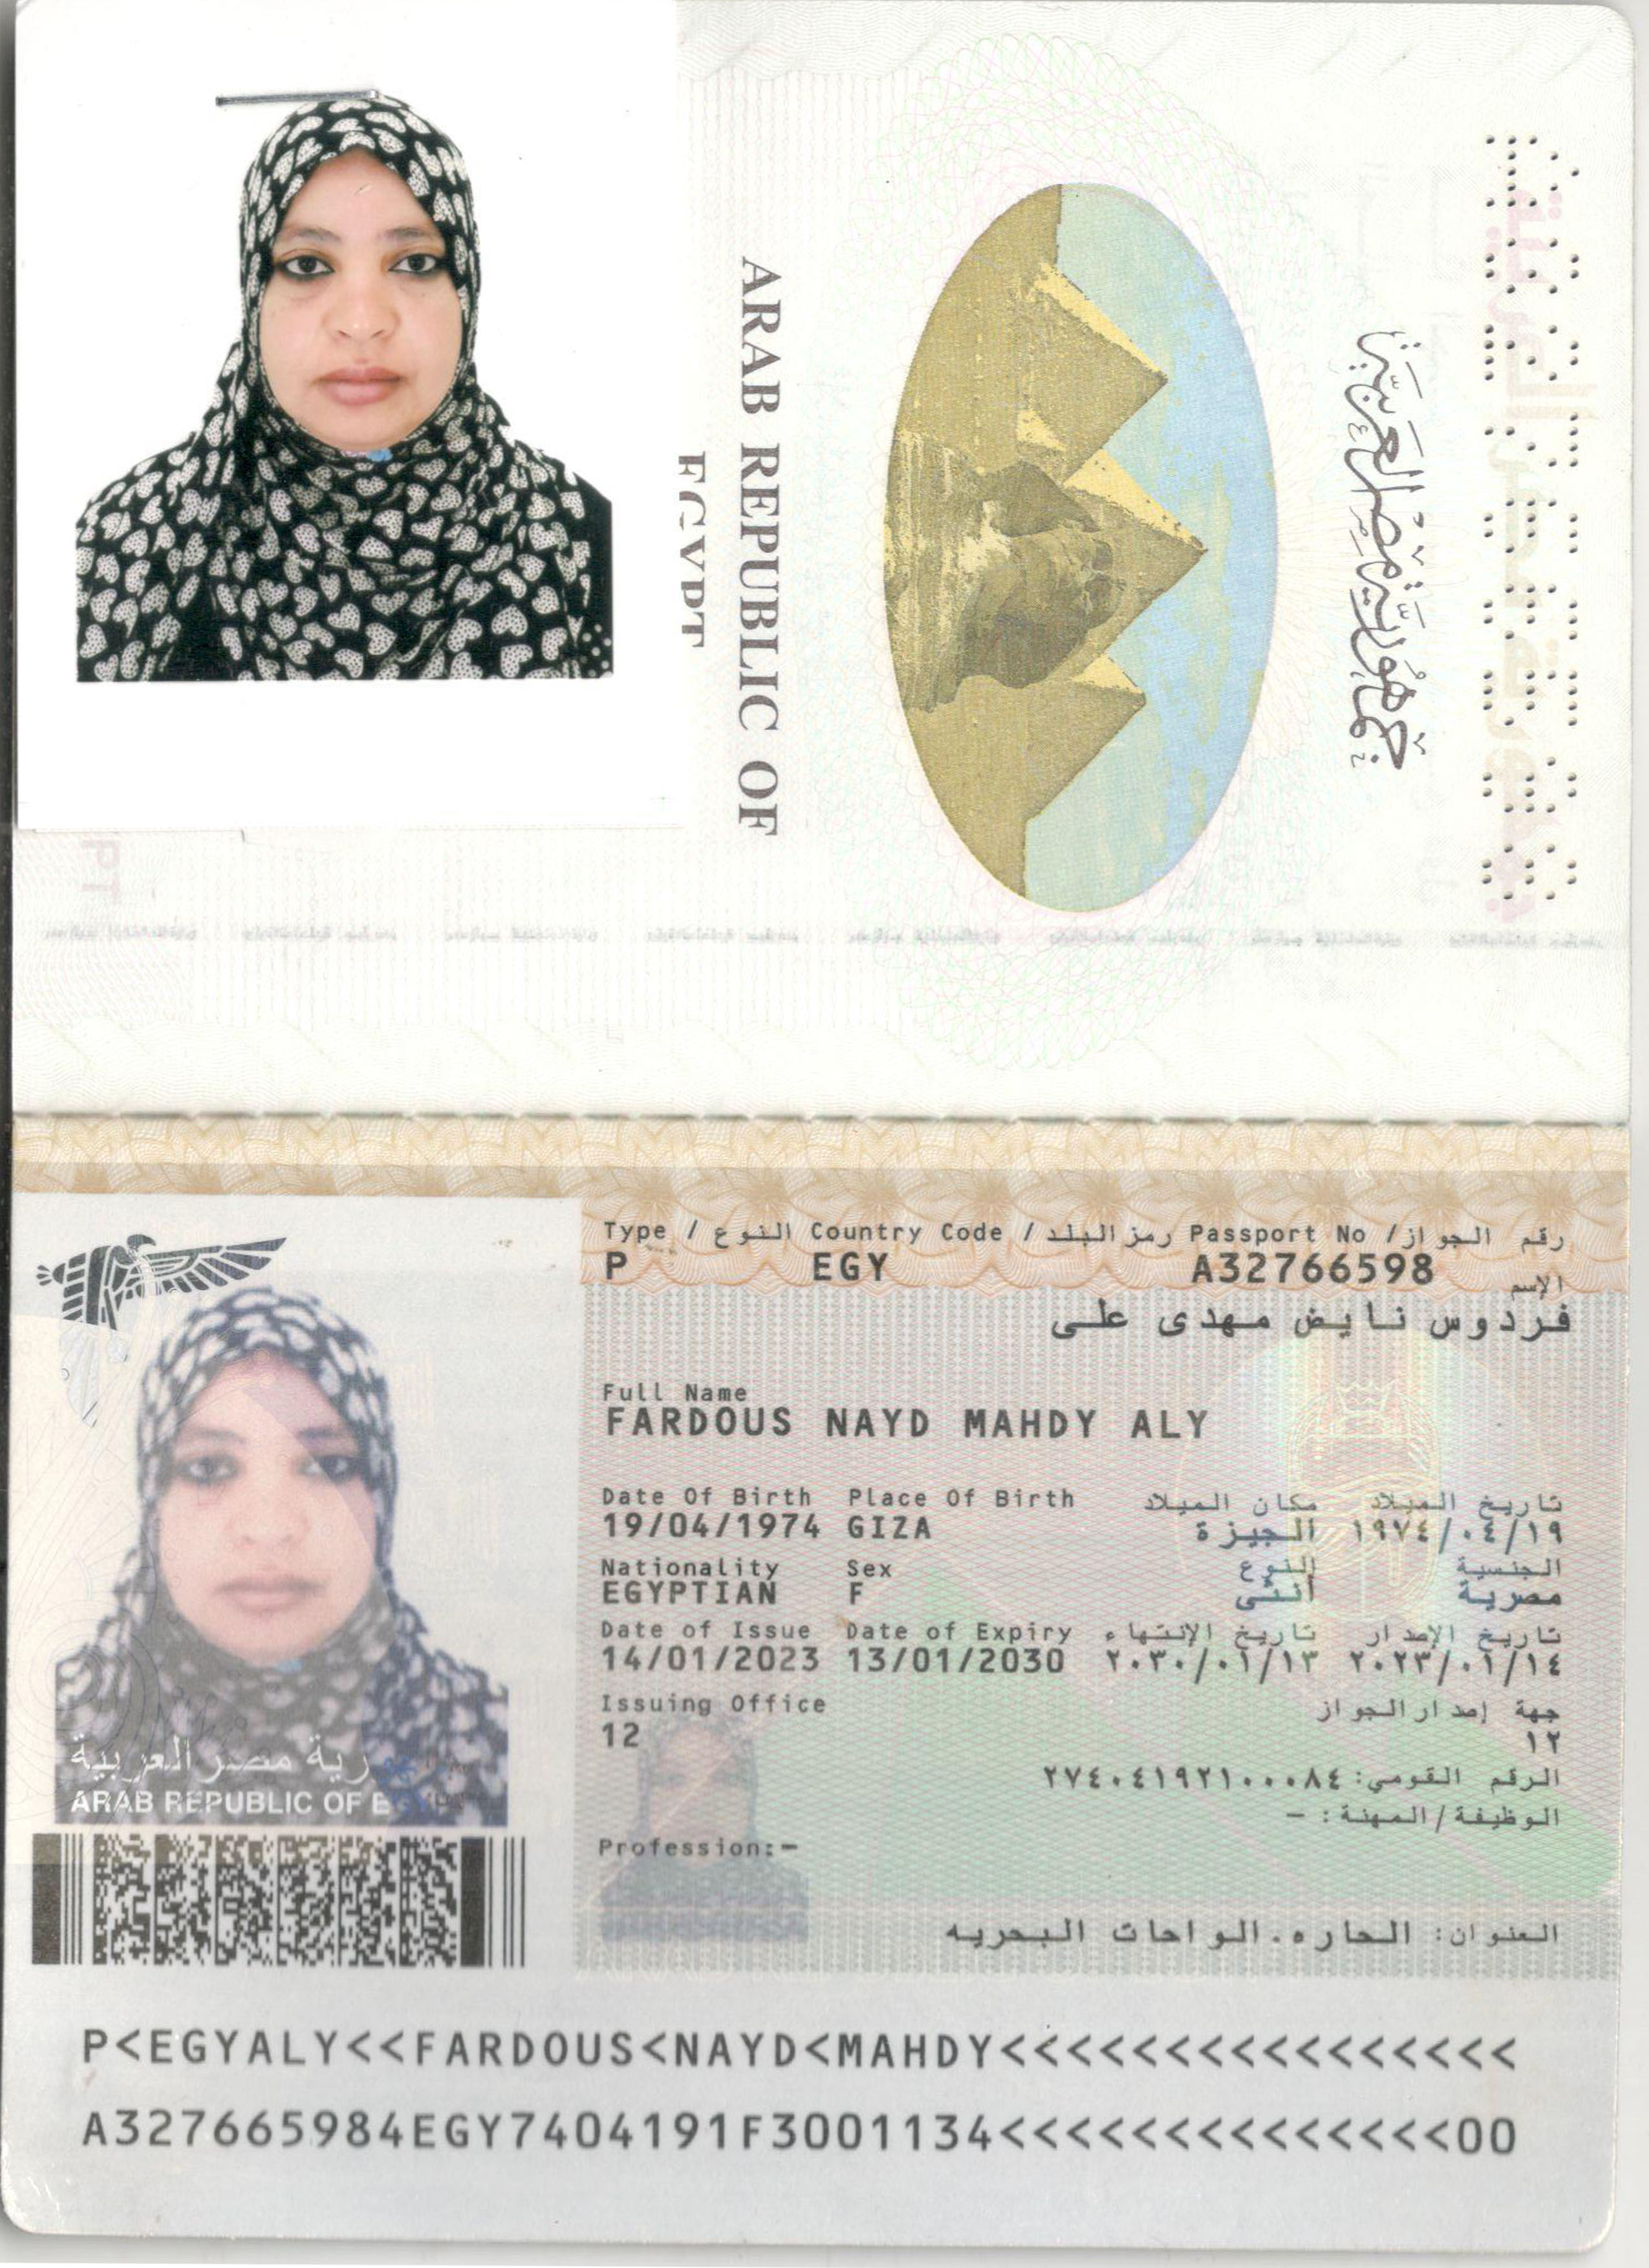 ARAB REPUBLIC OF
EGYPT
جمهورية مصر العربية
Type / النوع Country Code / رمز البلد Passport No / رقم الجواز
P EGY A32766598
الإسم
فردوس نايض مهدى على
Full Name
FARDOUS NAYD MAHDY ALY
Date Of Birth Place Of Birth مكان الميلاد تاريخ الميلاد
19/04/1974 GIZA الجيزة ١٩٧٤/٠٤/١٩
Nationality Sex النوع الجنسية
EGYPTIAN F أنثى مصرية
Date of Issue Date of Expiry تاريخ الإنتهاء تاريخ الإصدار
14/01/2023 13/01/2030 ٢٠٣٠/٠١/١٣ ٢٠٢٣/٠١/١٤
Issuing Office جهة إصدار الجواز
12 ١٢
الرقم القومي: ٢٧٤٠٤١٩٢١٠٠٠٨٤
الوظيفة/المهنة: -
Profession:-
العنوان: الحاره.الواحات البحريه
رية مصر العربية
ARAB REPUBLIC OF E
P<EGYALY<<FARDOUS<NAYD<MAHDY<<<<<<<<<<<<<<<<
A327665984EGY7404191F3001134<<<<<<<<<<<<<<00